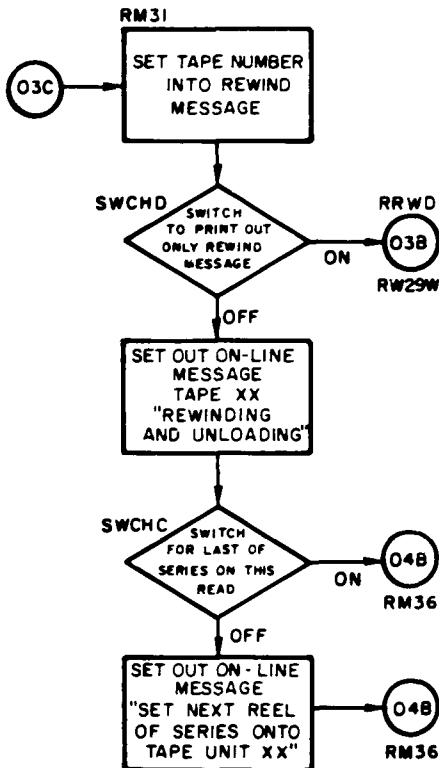 RM31
SET TAPE NUMBER
INTO REWIND
MESSAGE
03C
SWCHD
SWITCH
TO PRINT OUT
ONLY REWIND
MESSAGE
ON
RRWD
03B
RW29W
OFF
SET OUT ON-LINE
MESSAGE
TAPE XX
"REWINDING
AND UNLOADING"
SWCHC
SWITCH
FOR LAST OF
SERIES ON THIS
READ
ON
04B
RM36
OFF
SET OUT ON-LINE
MESSAGE
"SET NEXT REEL
OF SERIES ONTO
TAPE UNIT XX"
04B
RM36